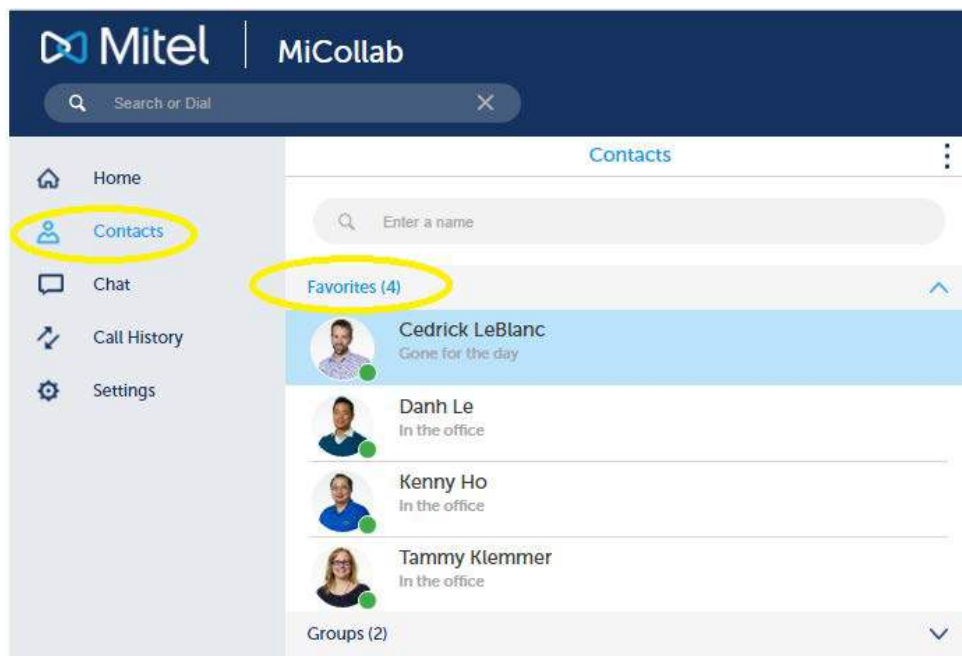 Mitel
MiCollab
Search or Dial
Home
Contacts
Chat
Call History
Settings
Contacts
Enter a name
Favorites (4)
Cedrick LeBlanc
Gone for the day
Danh Le
In the office
Kenny Ho
In the office
Tammy Klemmer
In the office
Groups (2)